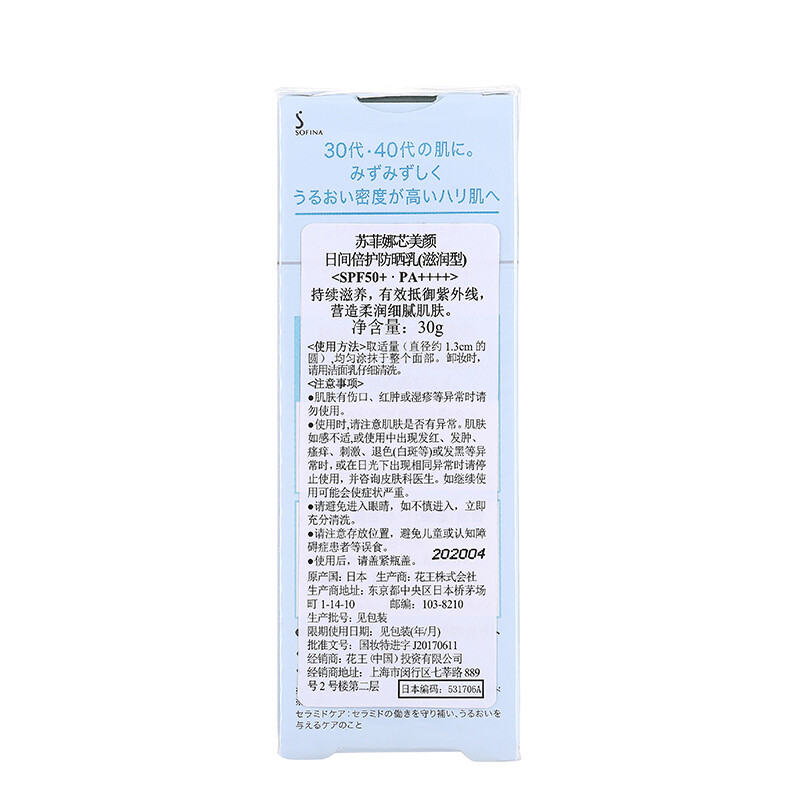 SOFINA
30代・40代の肌に。
みずみずしく
うるおい密度が高いハリ肌へ
苏菲娜芯美颜
日间倍护防晒乳(滋润型)
<SPF50+ · PA++++>
持续滋养，有效抵御紫外线，
营造柔润细腻肌肤。
净含量：30g
<使用方法>取适量（直径约1.3cm的
圆）,均匀涂抹于整个面部。卸妆时，
请用洁面乳仔细清洗。
<注意事项>
●肌肤有伤口、红肿或湿疹等异常时请
勿使用。
●使用时,请注意肌肤是否有异常。肌肤
如感不适,或使用中出现发红、发肿、
瘙痒、刺激、退色(白斑等)或发黑等异
常时，或在日光下出现相同异常时请停
止使用，并咨询皮肤科医生。如继续使
用可能会使症状严重。
●请避免进入眼睛，如不慎进入，立即
充分清洗。
●请注意存放位置，避免儿童或认知障
碍症患者等误食。
●使用后，请盖紧瓶盖。
202004
原产国：日本 生产商：花王株式会社
生产商地址：东京都中央区日本桥茅场
町1-14-10 邮编：103-8210
生产批号：见包装
限期使用日期：见包装(年/月)
批准文号：国妆特进字J20170611
经销商：花王(中国)投资有限公司
经销商地址：上海市闵行区七莘路889
号2号楼第二层
日本编码：531706A
セラミドケア：セラミドの働きを守り補い、うるおいを
与えるケアのこと